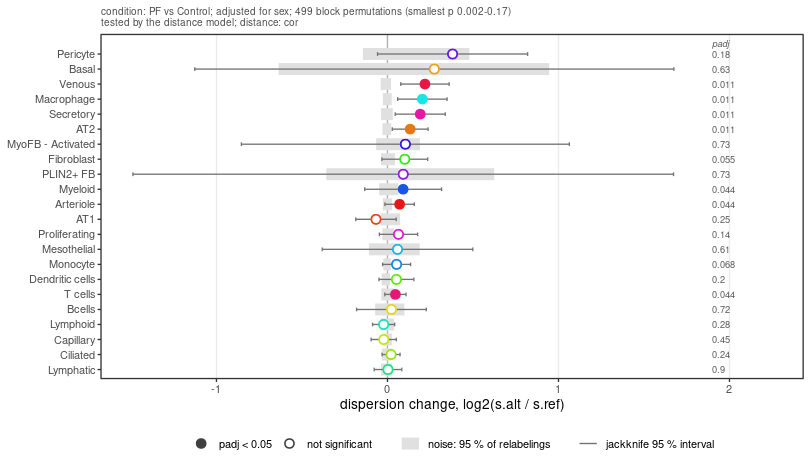 condition: PF vs Control; adjusted for sex; 499 block permutations (smallest p 0.002-0.17)
tested by the distance model; distance: cor
padj
Pericyte 0.18
Basal 0.63
Venous 0.011
Macrophage 0.011
Secretory 0.011
AT2 0.011
MyoFB - Activated 0.73
Fibroblast 0.055
PLIN2+ FB 0.73
Myeloid 0.044
Arteriole 0.044
AT1 0.25
Proliferating 0.14
Mesothelial 0.61
Monocyte 0.068
Dendritic cells 0.2
T cells 0.044
Bcells 0.72
Lymphoid 0.28
Capillary 0.45
Ciliated 0.24
Lymphatic 0.9
-1 0 1 2
dispersion change, log2(s.alt / s.ref)
padj < 0.05 not significant noise: 95 % of relabelings jackknife 95 % interval